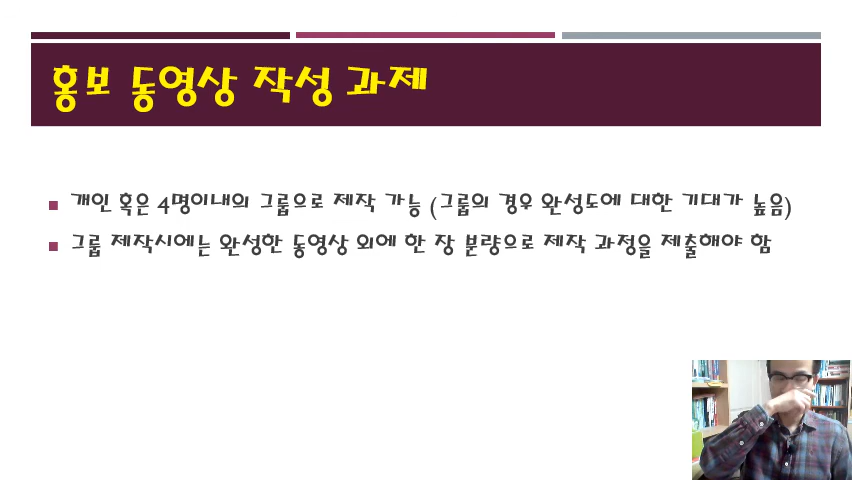 홍보 동영상 작성 과제
개인 혹은 4명이내의 그룹으로 제작 가능 (그룹의 경우 완성도에 대한 기대가 높음)
그룹 제작시에는 완성한 동영상 외에 한 장 분량으로 제작 과정을 제출해야 함